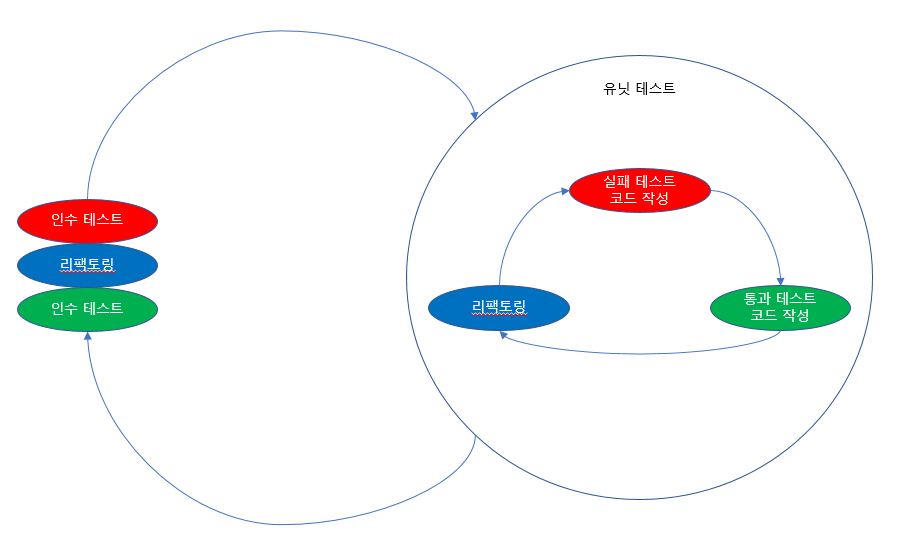 유닛 테스트
실패 테스트
코드 작성
인수 테스트
리팩토링
인수 테스트
리팩토링
통과 테스트
코드 작성